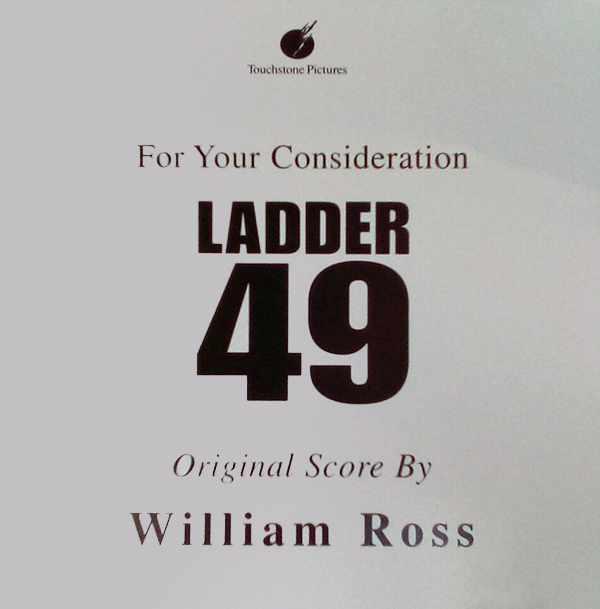 Touchstone Pictures
For Your Consideration
LADDER
49
Original Score By
William Ross